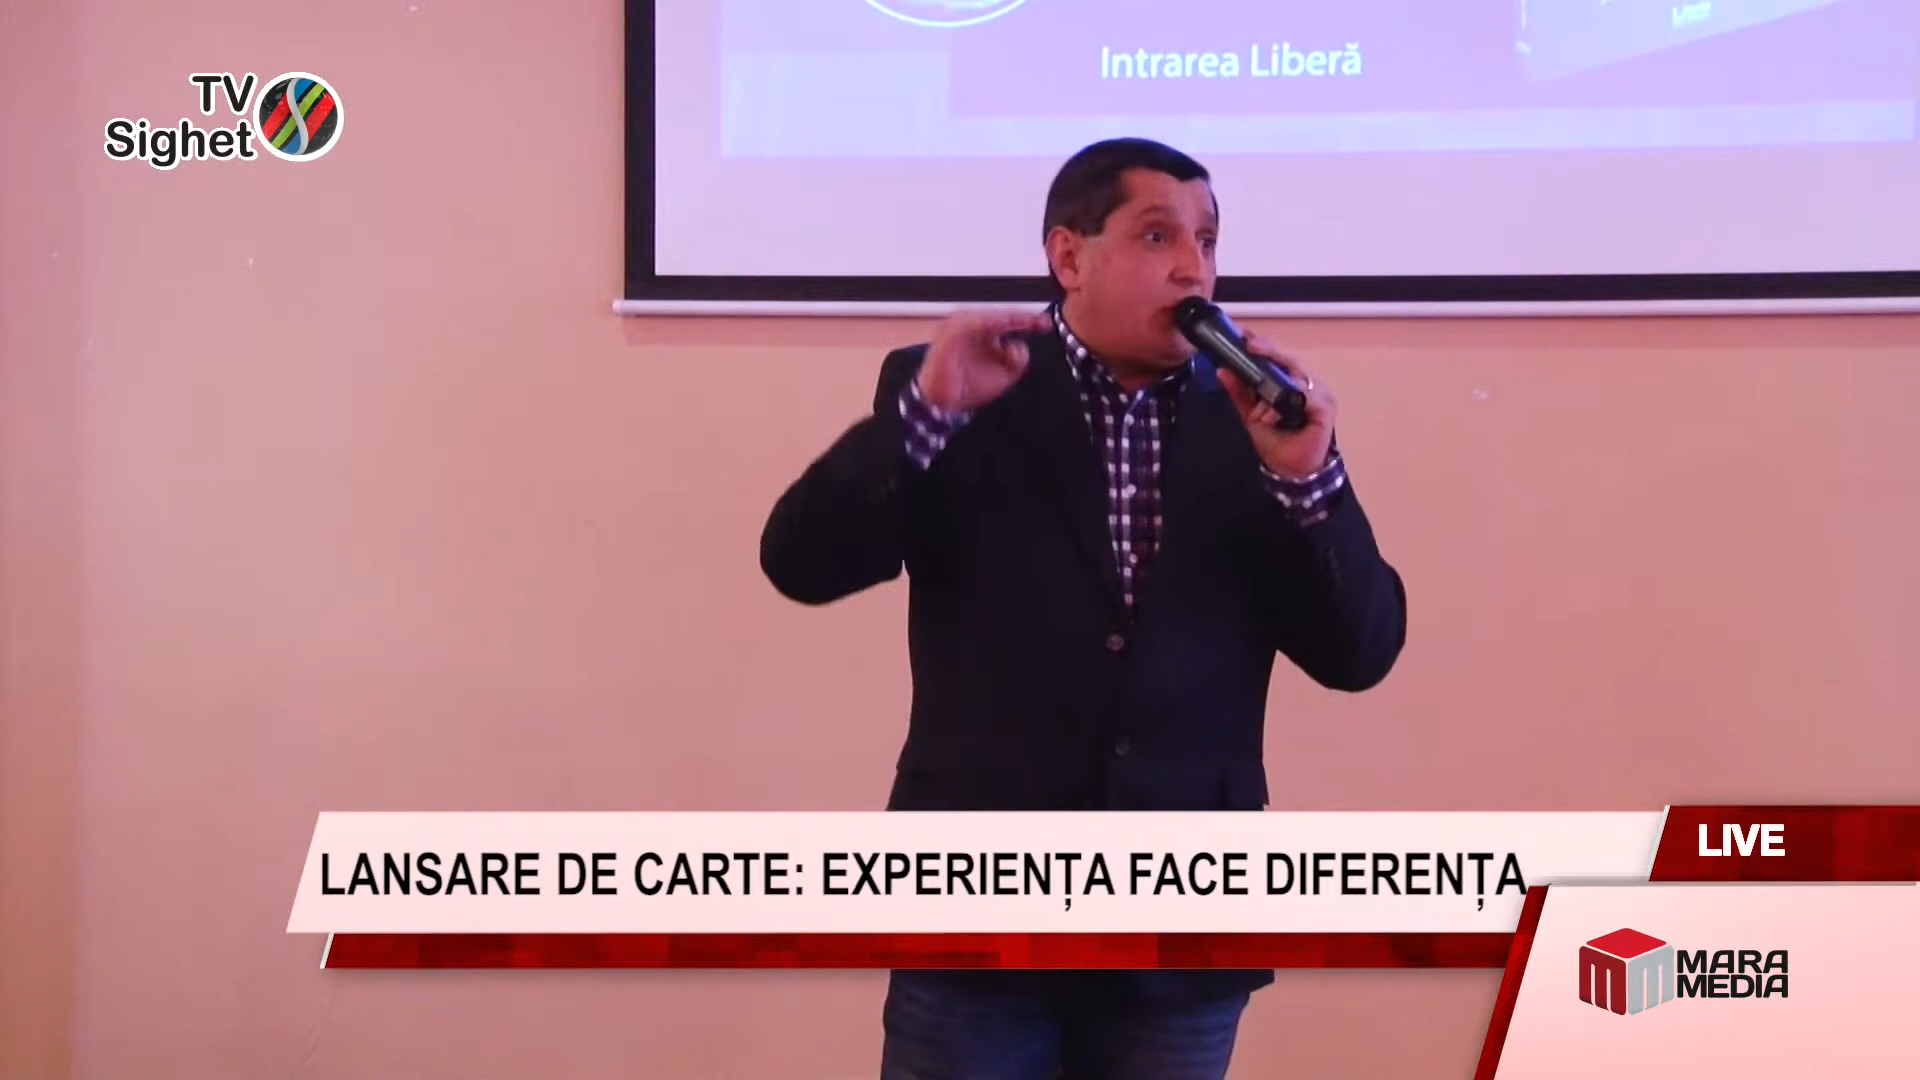 Intrarea Liberă
TV
Sighet
LIVE
LANSARE DE CARTE: EXPERIENȚA FACE DIFERENȚA
MARA
MEDIA